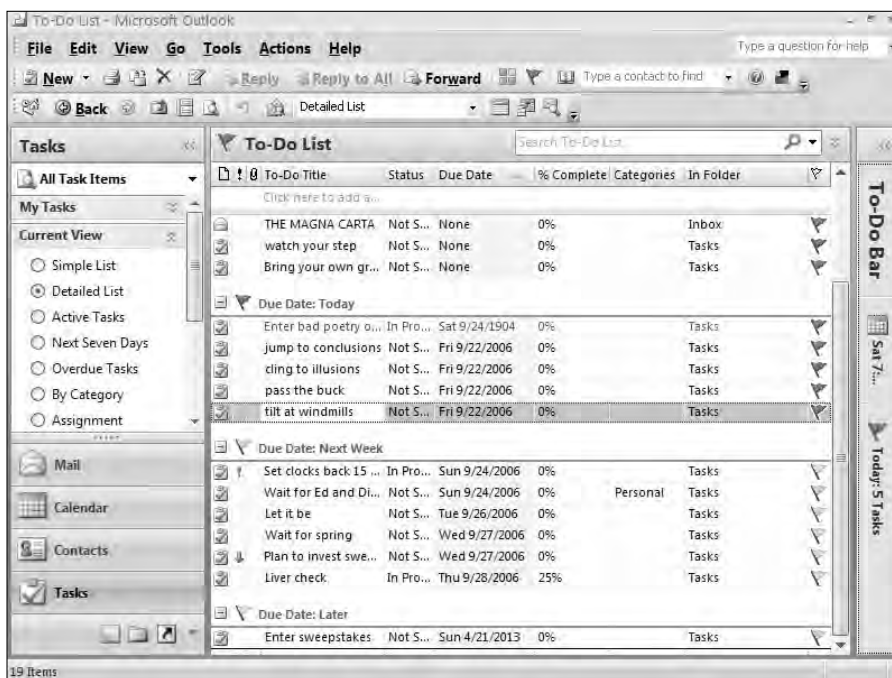 To-Do List - Microsoft Outlook
File Edit View Go Tools Actions Help Type a question for help
New Reply Reply to All Forward Type a contact to find
Back Detailed List
Tasks
All Task Items
My Tasks
Current View
Simple List
Detailed List
Active Tasks
Next Seven Days
Overdue Tasks
By Category
Assignment
Mail
Calendar
Contacts
Tasks
To-Do List Search To-Do List
! To-Do Title Status Due Date % Complete Categories In Folder
Click here to add a...
THE MAGNA CARTA Not S... None 0% Inbox
watch your step Not S... None 0% Tasks
Bring your own gr... Not S... None 0% Tasks
Due Date: Today
Enter bad poetry o... In Pro... Sat 9/24/1904 0% Tasks
jump to conclusions Not S... Fri 9/22/2006 0% Tasks
cling to illusions Not S... Fri 9/22/2006 0% Tasks
pass the buck Not S... Fri 9/22/2006 0% Tasks
tilt at windmills Not S... Fri 9/22/2006 0% Tasks
Due Date: Next Week
! Set clocks back 15 ... In Pro... Sun 9/24/2006 0% Tasks
Wait for Ed and Di... Not S... Sun 9/24/2006 0% Personal Tasks
Let it be Not S... Tue 9/26/2006 0% Tasks
Wait for spring Not S... Wed 9/27/2006 0% Tasks
Plan to invest swe... Not S... Wed 9/27/2006 0% Tasks
Liver check In Pro... Thu 9/28/2006 25% Tasks
Due Date: Later
Enter sweepstakes Not S... Sun 4/21/2013 0% Tasks
To-Do Bar
Sat 7:...
Today: 5 Tasks
19 Items